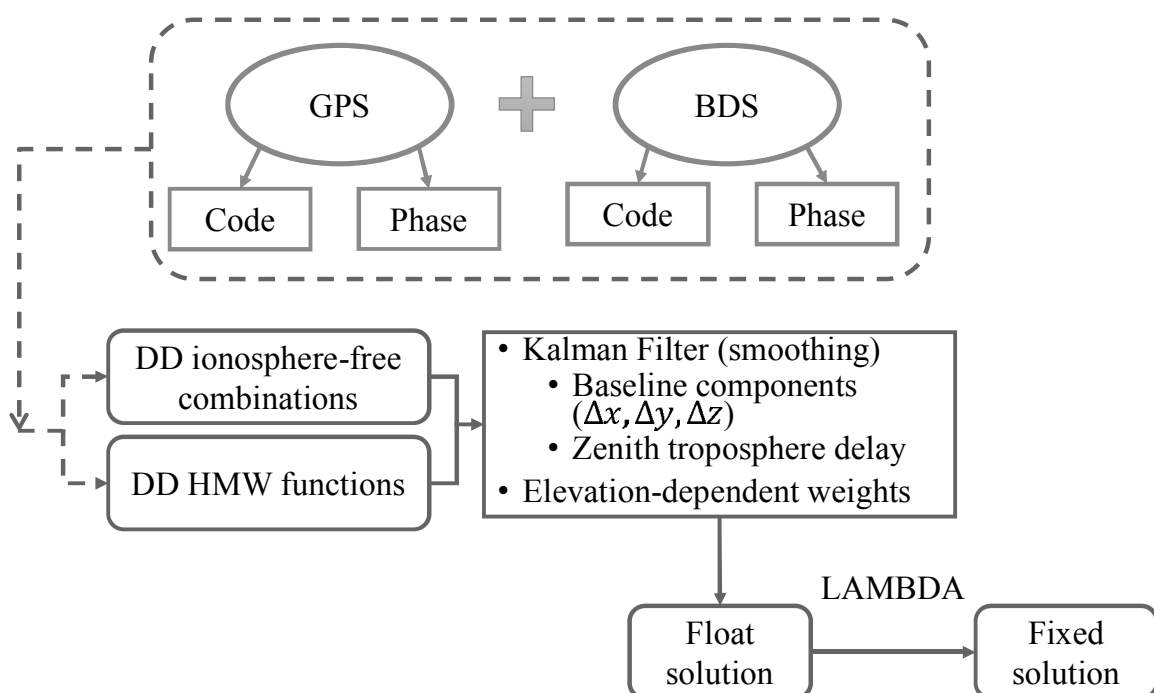 GPS
BDS
Code
Phase
Code
Phase
DD ionosphere-free
combinations
DD HMW functions
• Kalman Filter (smoothing)
• Baseline components
(Δx, Δy, Δz)
• Zenith troposphere delay
• Elevation-dependent weights
LAMBDA
Float
solution
Fixed
solution